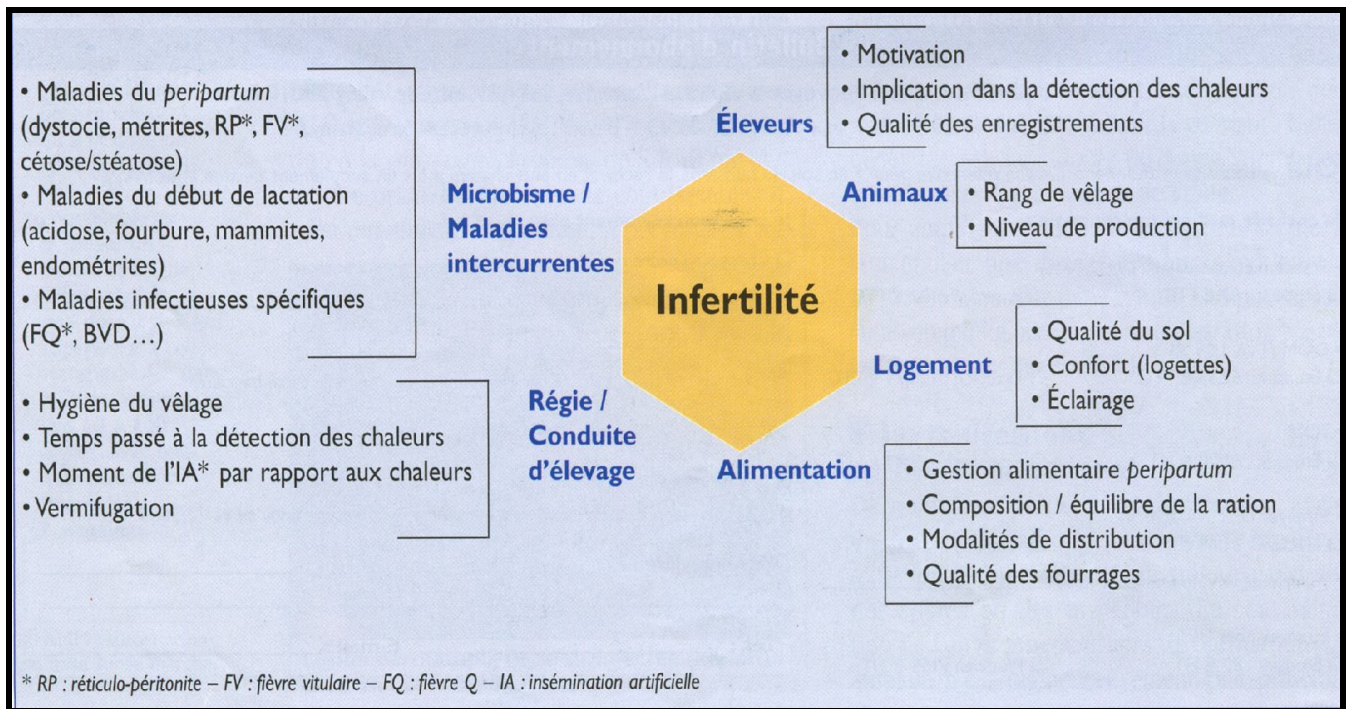 • Motivation
• Implication dans la détection des chaleurs
• Qualité des enregistrements
Éleveurs
Animaux
• Rang de vêlage
• Niveau de production
• Maladies du peripartum
(dystocie, métrites, RP*, FV*,
cétose/stéatose)
• Maladies du début de lactation
(acidose, fourbure, mammites,
endométrites)
• Maladies infectieuses spécifiques
(FQ*, BVD…)
Microbisme /
Maladies
intercurrentes
Infertilité
Logement
• Qualité du sol
• Confort (logettes)
• Éclairage
• Hygiène du vêlage
• Temps passé à la détection des chaleurs
• Moment de l'IA* par rapport aux chaleurs
• Vermifugation
Régie /
Conduite
d'élevage
Alimentation
• Gestion alimentaire peripartum
• Composition / équilibre de la ration
• Modalités de distribution
• Qualité des fourrages
* RP : réticulo-péritonite – FV : fièvre vitulaire – FQ : fièvre Q – IA : insémination artificielle